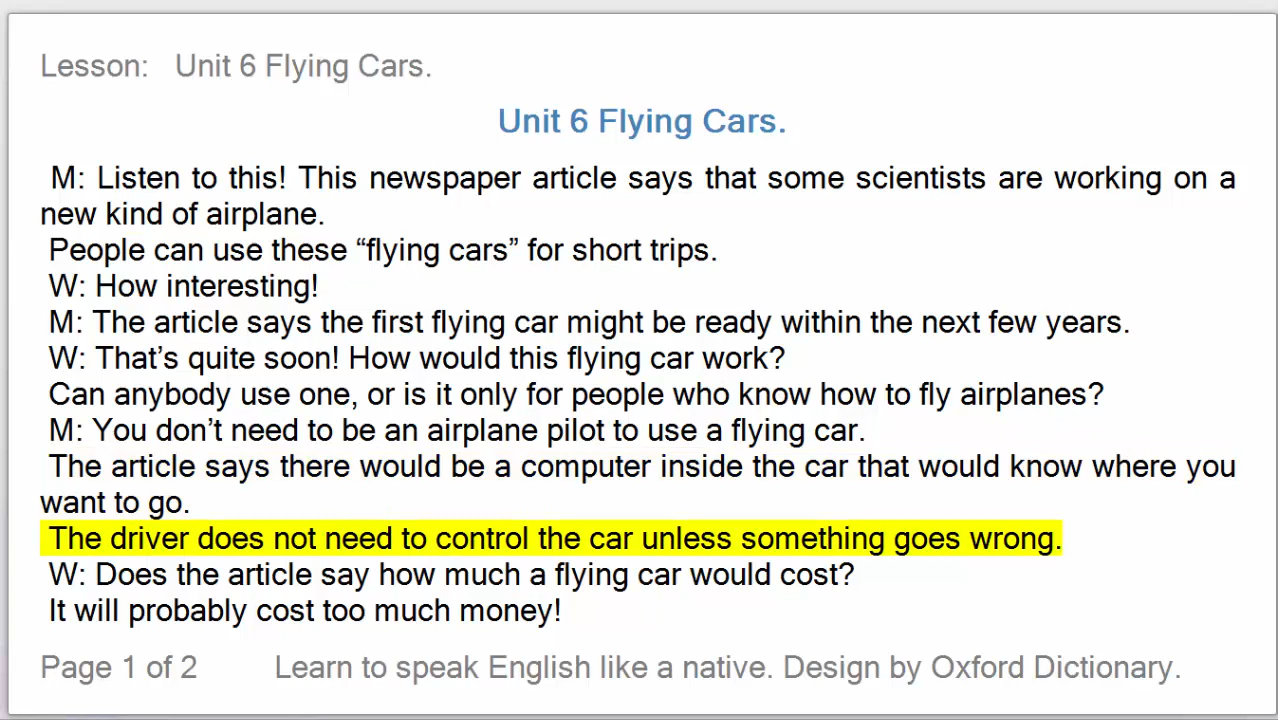 Lesson: Unit 6 Flying Cars.
Unit 6 Flying Cars.
M: Listen to this! This newspaper article says that some scientists are working on a
new kind of airplane.
People can use these “flying cars” for short trips.
W: How interesting!
M: The article says the first flying car might be ready within the next few years.
W: That’s quite soon! How would this flying car work?
Can anybody use one, or is it only for people who know how to fly airplanes?
M: You don’t need to be an airplane pilot to use a flying car.
The article says there would be a computer inside the car that would know where you
want to go.
The driver does not need to control the car unless something goes wrong.
W: Does the article say how much a flying car would cost?
It will probably cost too much money!
Page 1 of 2 Learn to speak English like a native. Design by Oxford Dictionary.